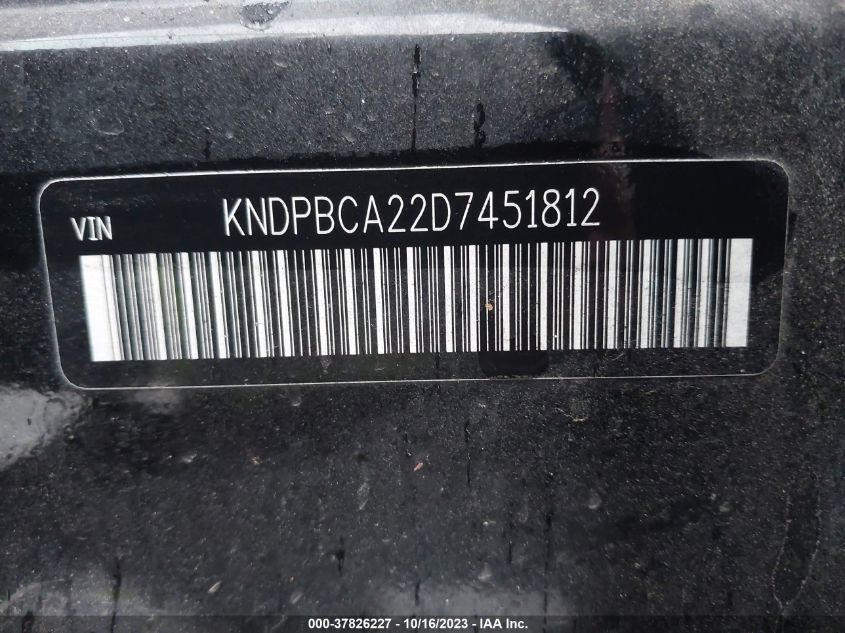 VIN KNDPBCA22D7451812
000-37826227 - 10/16/2023 - IAA Inc.